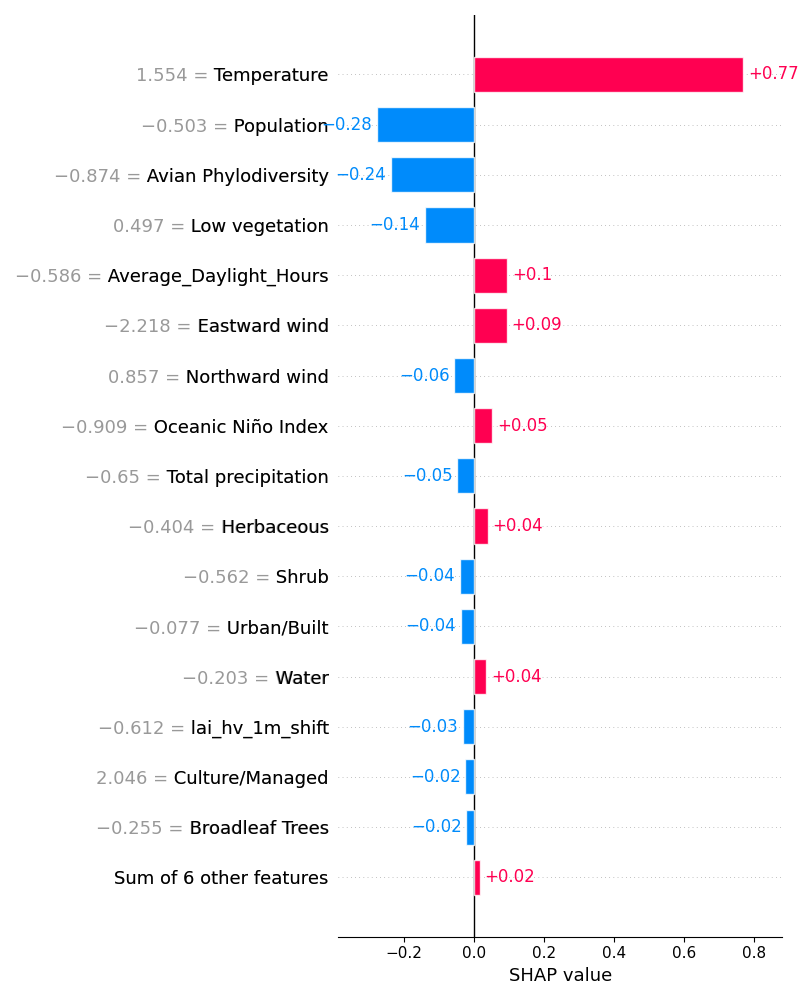 1.554 = Temperature +0.77
−0.503 = Population −0.28
−0.874 = Avian Phylodiversity −0.24
0.497 = Low vegetation −0.14
−0.586 = Average_Daylight_Hours +0.1
−2.218 = Eastward wind +0.09
0.857 = Northward wind −0.06
−0.909 = Oceanic Niño Index +0.05
−0.65 = Total precipitation −0.05
−0.404 = Herbaceous +0.04
−0.562 = Shrub −0.04
−0.077 = Urban/Built −0.04
−0.203 = Water +0.04
−0.612 = lai_hv_1m_shift −0.03
2.046 = Culture/Managed −0.02
−0.255 = Broadleaf Trees −0.02
Sum of 6 other features +0.02
−0.2 0.0 0.2 0.4 0.6 0.8
SHAP value